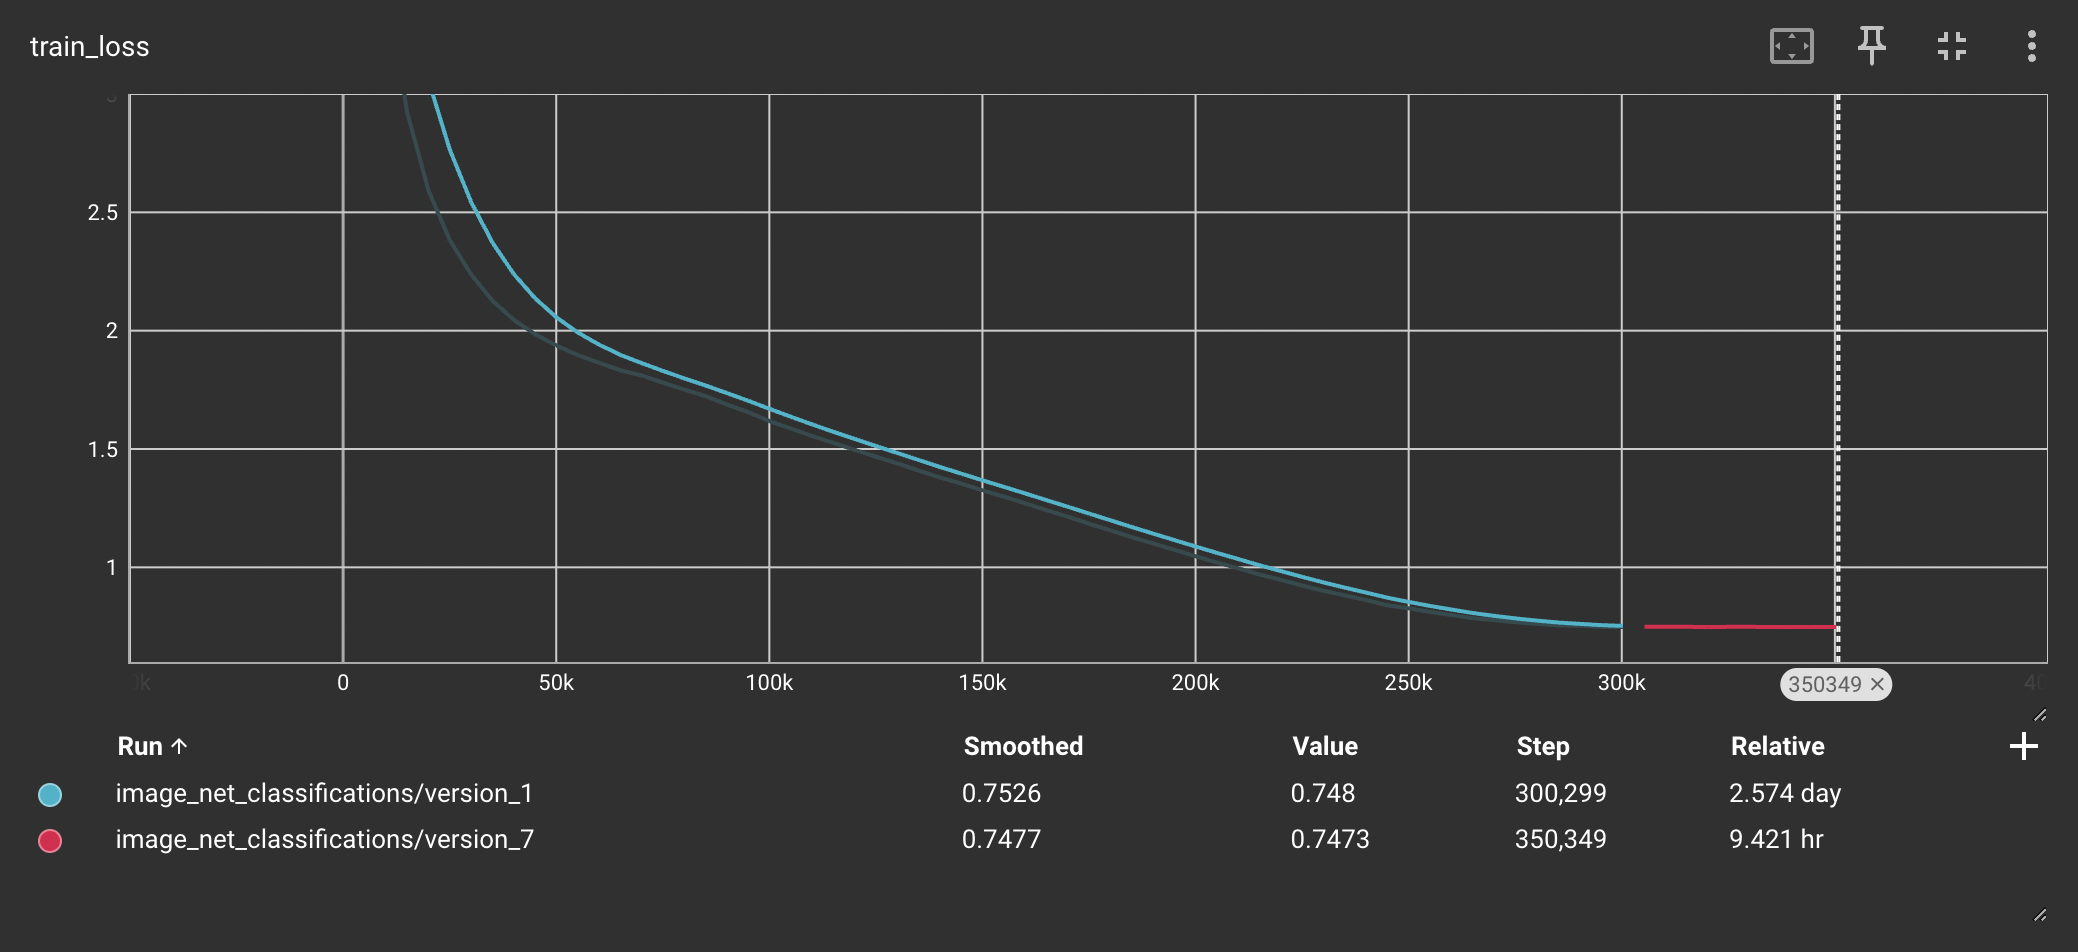 train_loss
2.5
2
1.5
1
0 50k 100k 150k 200k 250k 300k 350349
Run Smoothed Value Step Relative
image_net_classifications/version_1 0.7526 0.748 300,299 2.574 day
image_net_classifications/version_7 0.7477 0.7473 350,349 9.421 hr